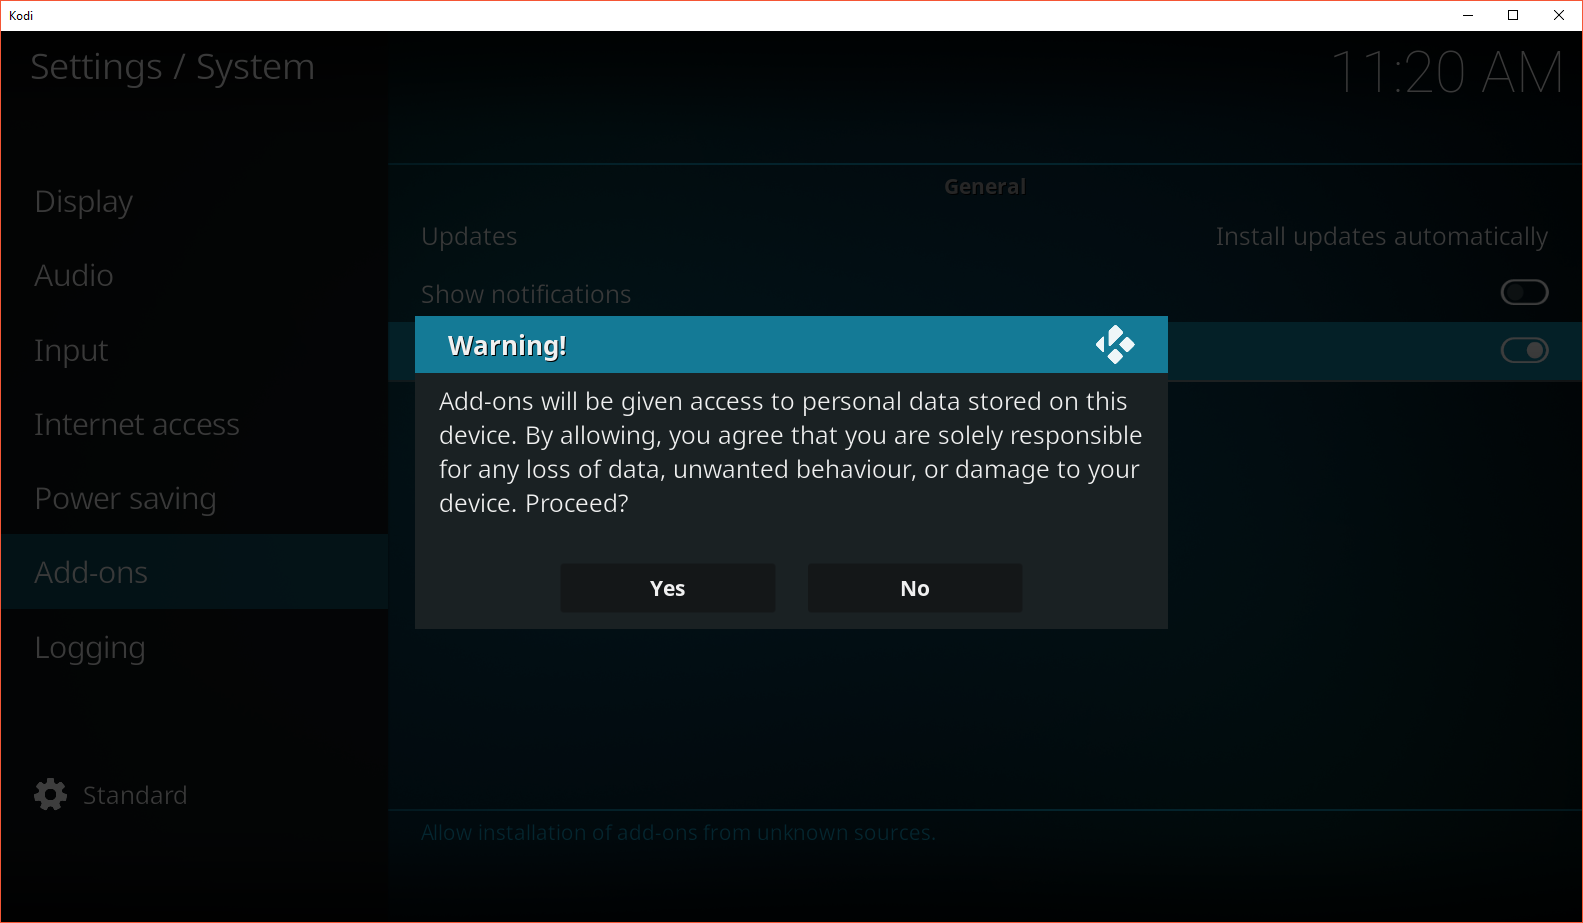 Kodi
Settings / System
11:20 AM
Display
Audio
Input
Internet access
Power saving
Add-ons
Logging
Standard
General
Updates
Install updates automatically
Show notifications
Warning!
Add-ons will be given access to personal data stored on this
device. By allowing, you agree that you are solely responsible
for any loss of data, unwanted behaviour, or damage to your
device. Proceed?
Yes
No
Allow installation of add-ons from unknown sources.